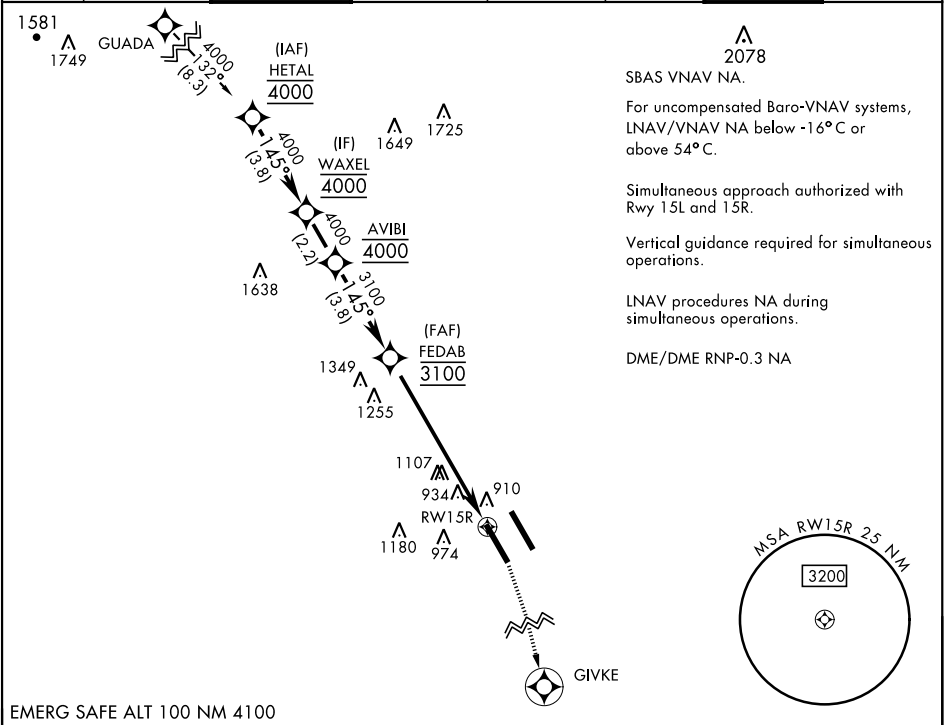 1581
1749
GUADA
4000
132°
(8.3)
(IAF)
HETAL
4000
4000
145°
(3.8)
(IF)
WAXEL
4000
1649
1725
2078
SBAS VNAV NA.
For uncompensated Baro-VNAV systems,
LNAV/VNAV NA below -16°C or
above 54°C.
Simultaneous approach authorized with
Rwy 15L and 15R.
Vertical guidance required for simultaneous
operations.
LNAV procedures NA during
simultaneous operations.
DME/DME RNP-0.3 NA
4000
(2.2)
AVIBI
4000
1638
3100
145°
(3.8)
(FAF)
FEDAB
3100
1349
1255
1107
934
910
RW15R
1180
974
GIVKE
MSA RW15R 25 NM
3200
EMERG SAFE ALT 100 NM 4100